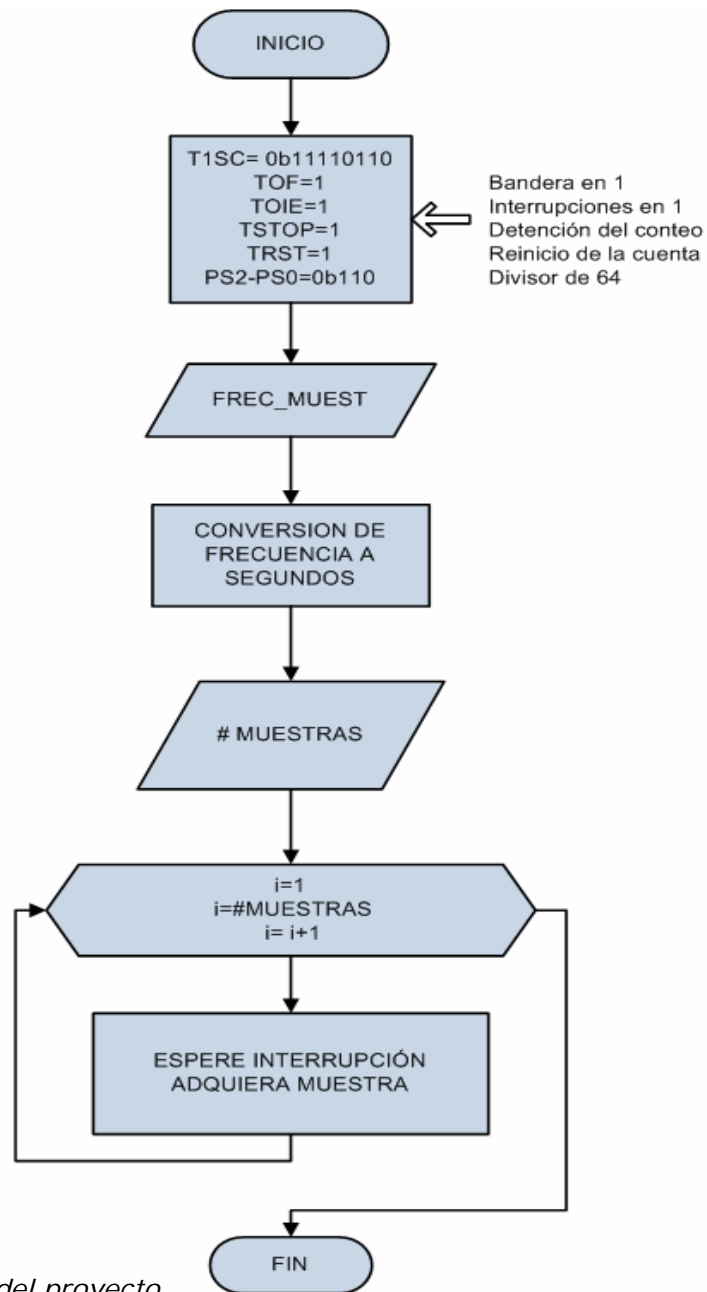 INICIO
T1SC= 0b11110110
TOF=1
TOIE=1
TSTOP=1
TRST=1
PS2-PS0=0b110
Bandera en 1
Interrupciones en 1
Detención del conteo
Reinicio de la cuenta
Divisor de 64
FREC_MUEST
CONVERSION DE
FRECUENCIA A
SEGUNDOS
# MUESTRAS
i=1
i=#MUESTRAS
i= i+1
ESPERE INTERRUPCIÓN
ADQUIERA MUESTRA
FIN
del proyecto